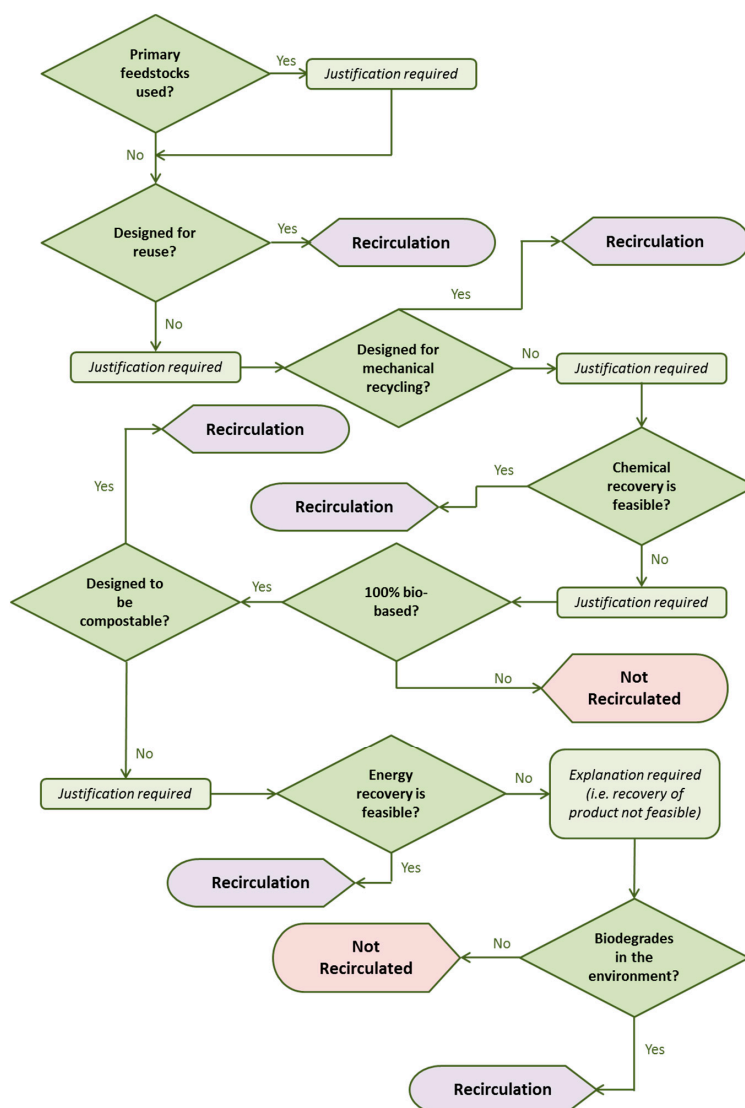 Primary
feedstocks
used?
Yes
Justification required
No
Designed for
reuse?
Yes
Recirculation
Recirculation
Yes
No
Justification required
Designed for
mechanical
recycling?
No
Justification required
Recirculation
Yes
Chemical
recovery is
feasible?
Yes
Recirculation
No
Designed to
be
compostable?
Yes
100% bio-
based?
Justification required
No
Not
Recirculated
No
Justification required
Energy
recovery is
feasible?
No
Explanation required
(i.e. recovery of
product not feasible)
Yes
Recirculation
Not
Recirculated
No
Biodegrades
in the
environment?
Yes
Recirculation